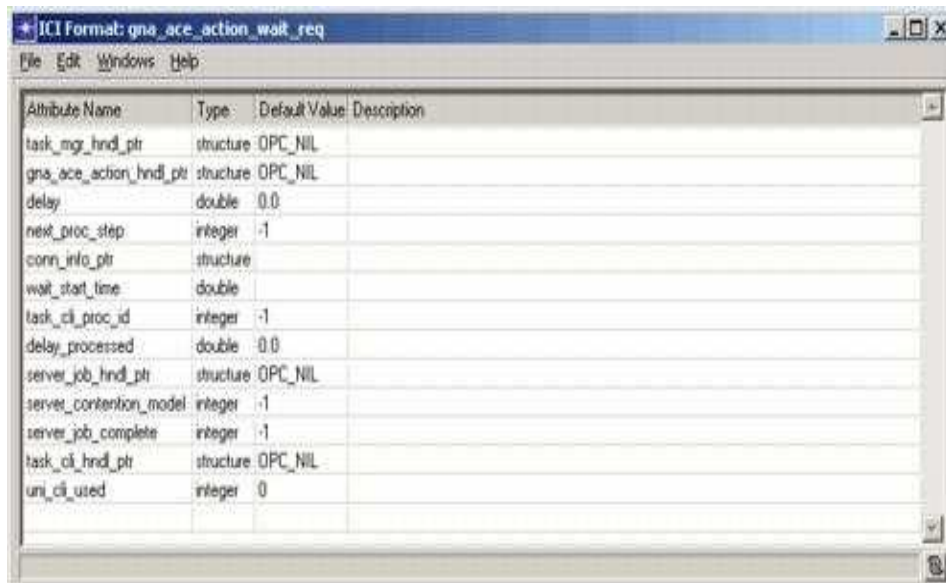 ICI Format: gna_ace_action_wait_req
File Edit Windows Help
Attribute Name Type Default Value Description
task_mgr_hndl_ptr structure OPC_NIL
gna_ace_action_hndl_ptr structure OPC_NIL
delay double 0.0
next_proc_step integer -1
conn_info_ptr structure
wait_start_time double
task_cli_proc_id integer -1
delay_processed double 0.0
server_job_hndl_ptr structure OPC_NIL
server_contention_model integer -1
server_job_complete integer -1
task_cli_hndl_ptr structure OPC_NIL
uni_cli_used integer 0